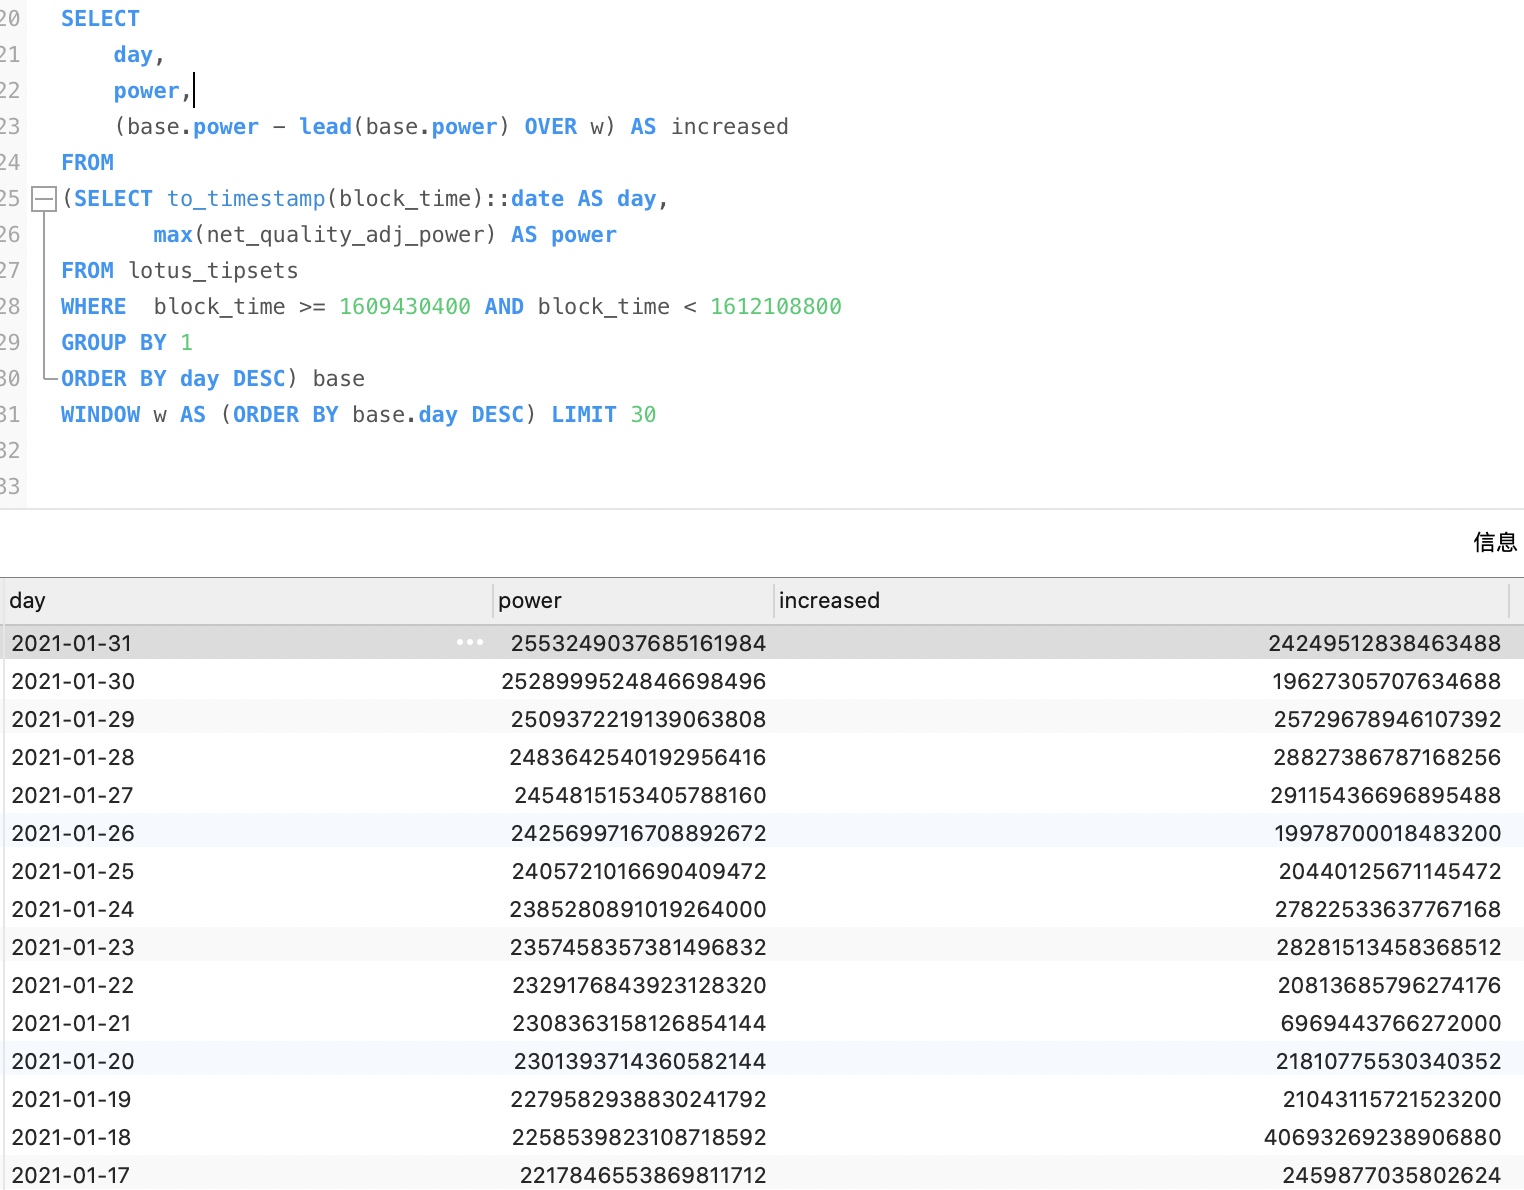 20 SELECT
21 day,
22 power,
23 (base.power - lead(base.power) OVER w) AS increased
24 FROM
25 (SELECT to_timestamp(block_time)::date AS day,
26 max(net_quality_adj_power) AS power
27 FROM lotus_tipsets
28 WHERE  block_time >= 1609430400 AND block_time < 1612108800
29 GROUP BY 1
30 ORDER BY day DESC) base
31 WINDOW w AS (ORDER BY base.day DESC) LIMIT 30
32
33
信息
day power increased
2021-01-31 ••• 2553249037685161984 24249512838463488
2021-01-30 2528999524846698496 19627305707634688
2021-01-29 2509372219139063808 25729678946107392
2021-01-28 2483642540192956416 28827386787168256
2021-01-27 2454815153405788160 29115436696895488
2021-01-26 2425699716708892672 19978700018483200
2021-01-25 2405721016690409472 20440125671145472
2021-01-24 2385280891019264000 27822533637767168
2021-01-23 2357458357381496832 28281513458368512
2021-01-22 2329176843923128320 20813685796274176
2021-01-21 2308363158126854144 6969443766272000
2021-01-20 2301393714360582144 21810775530340352
2021-01-19 2279582938830241792 21043115721523200
2021-01-18 2258539823108718592 40693269238906880
2021-01-17 2217846553869811712 24598770358026​24